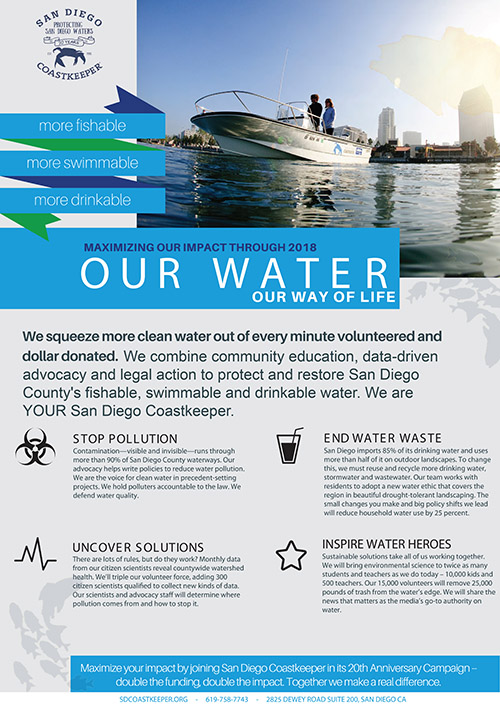 SAN DIEGO
PROTECTING
SAN DIEGO WATERS
20 YEARS
COASTKEEPER
more fishable
more swimmable
more drinkable
MAXIMIZING OUR IMPACT THROUGH 2018
OUR WATER
OUR WAY OF LIFE
We squeeze more clean water out of every minute volunteered and
dollar donated. We combine community education, data-driven
advocacy and legal action to protect and restore San Diego
County's fishable, swimmable and drinkable water. We are
YOUR San Diego Coastkeeper.
STOP POLLUTION
Contamination—visible and invisible—runs through
more than 90% of San Diego County waterways. Our
advocacy helps write policies to reduce water pollution.
We are the voice for clean water in precedent-setting
projects. We hold polluters accountable to the law. We
defend water quality.
END WATER WASTE
San Diego imports 85% of its drinking water and uses
more than half of it on outdoor landscapes. To change
this, we must reuse and recycle more drinking water,
stormwater and wastewater. Our team works with
residents to adopt a new water ethic that covers the
region in beautiful drought-tolerant landscaping. The
small changes you make and big policy shifts we lead
will reduce household water use by 25 percent.
UNCOVER SOLUTIONS
There are lots of rules, but do they work? Monthly data
from our citizen scientists reveal countywide watershed
health. We'll triple our volunteer force, adding 300
citizen scientists qualified to collect new kinds of data.
Our scientists and advocacy staff will determine where
pollution comes from and how to stop it.
INSPIRE WATER HEROES
Sustainable solutions take all of us working together.
We will bring environmental science to twice as many
students and teachers as we do today – 10,000 kids and
500 teachers. Our 15,000 volunteers will remove 25,000
pounds of trash from the water's edge. We will share the
news that matters as the media's go-to authority on
water.
Maximize your impact by joining San Diego Coastkeeper in its 20th Anniversary Campaign –
double the funding, double the impact. Together we make a real difference.
SDCOASTKEEPER.ORG - 619-758-7743 - 2825 DEWEY ROAD SUITE 200, SAN DIEGO CA